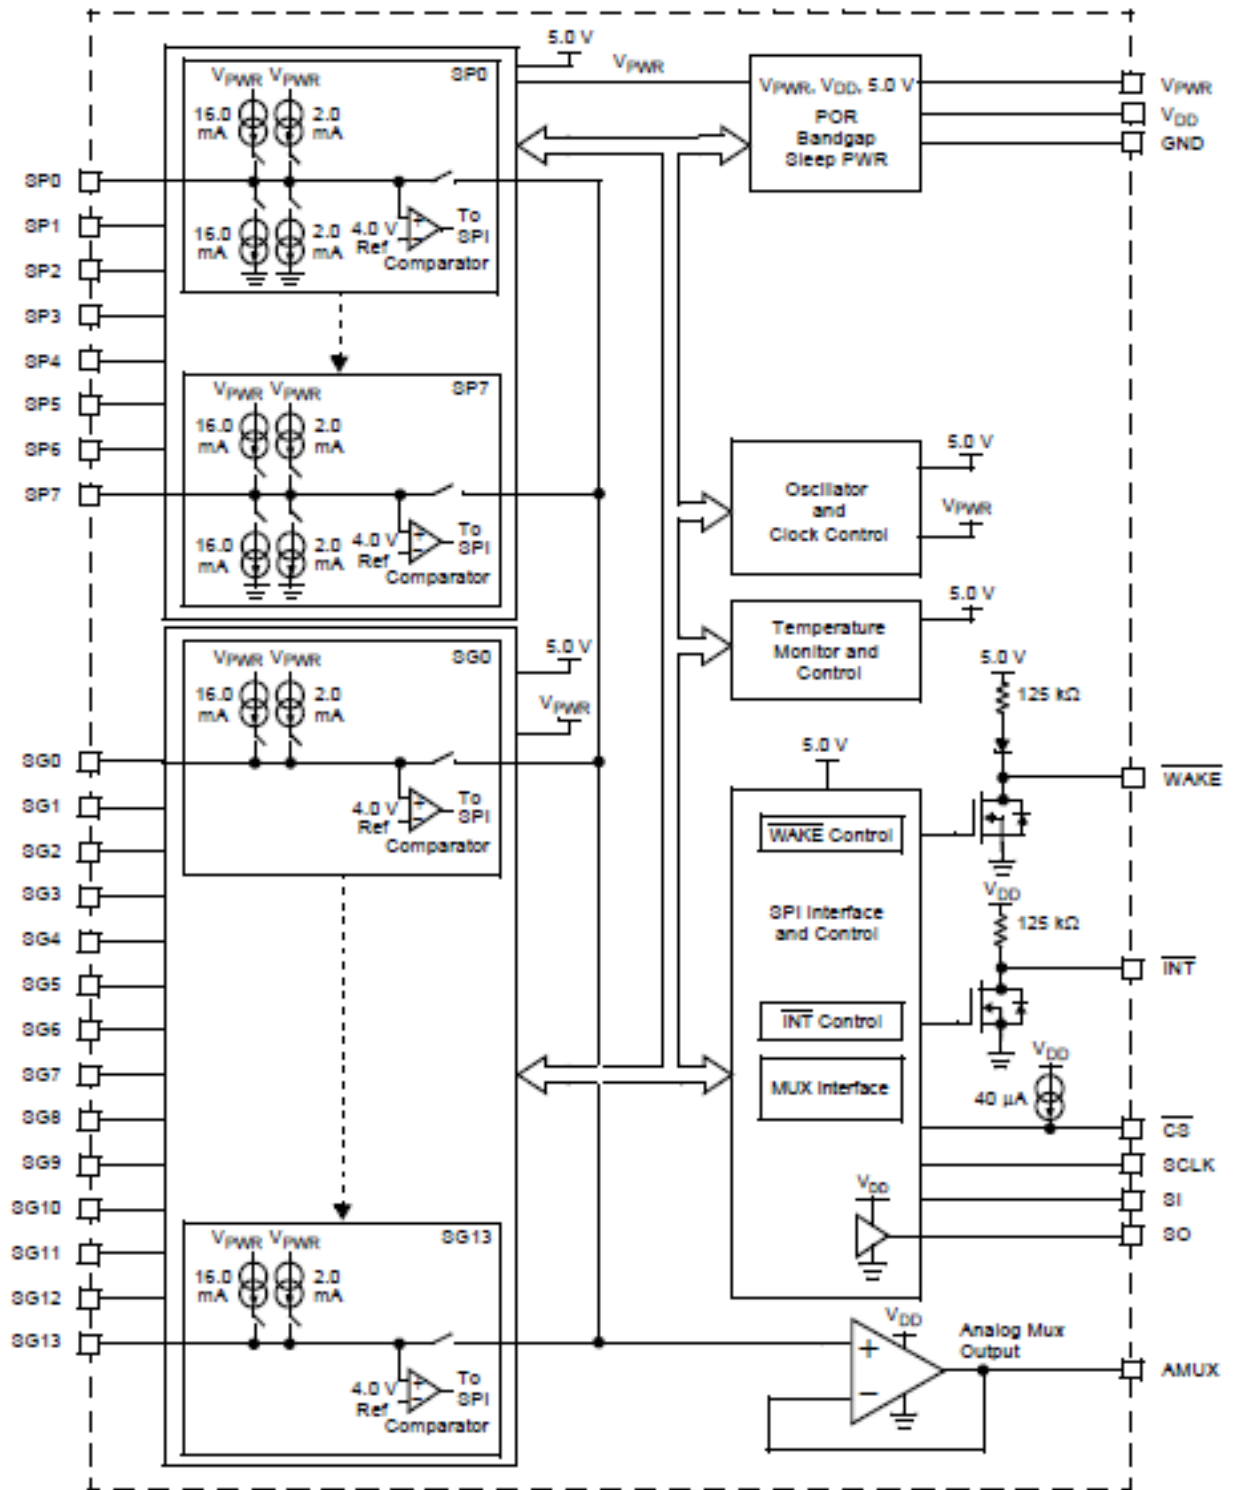 5.0 V
VPWR
SP0
VPWR VPWR
16.0 mA
2.0 mA
16.0 mA
2.0 mA
4.0 V Ref
+
−
To SPI
Comparator
VPWR, VDD, 5.0 V
POR
Bandgap
Sleep PWR
VPWR
VDD
GND
SP0
SP1
SP2
SP3
SP4
SP5
SP6
SP7
SP7
VPWR VPWR
16.0 mA
2.0 mA
16.0 mA
2.0 mA
4.0 V Ref
+
−
To SPI
Comparator
Oscillator
and
Clock Control
5.0 V
VPWR
Temperature
Monitor and
Control
5.0 V
SG0
VPWR VPWR
16.0 mA
2.0 mA
4.0 V Ref
+
−
To SPI
Comparator
5.0 V
VPWR
SG0
SG1
SG2
SG3
SG4
SG5
SG6
SG7
SG8
SG9
SG10
SG11
SG12
SG13
5.0 V
WAKE Control
SPI Interface
and Control
INT Control
MUX Interface
VDD
5.0 V
125 kΩ
WAKE
VDD
125 kΩ
INT
VDD
40 µA
CS
SCLK
SI
SO
SG13
VPWR VPWR
16.0 mA
2.0 mA
4.0 V Ref
+
−
To SPI
Comparator
VDD
+
−
Analog Mux
Output
AMUX